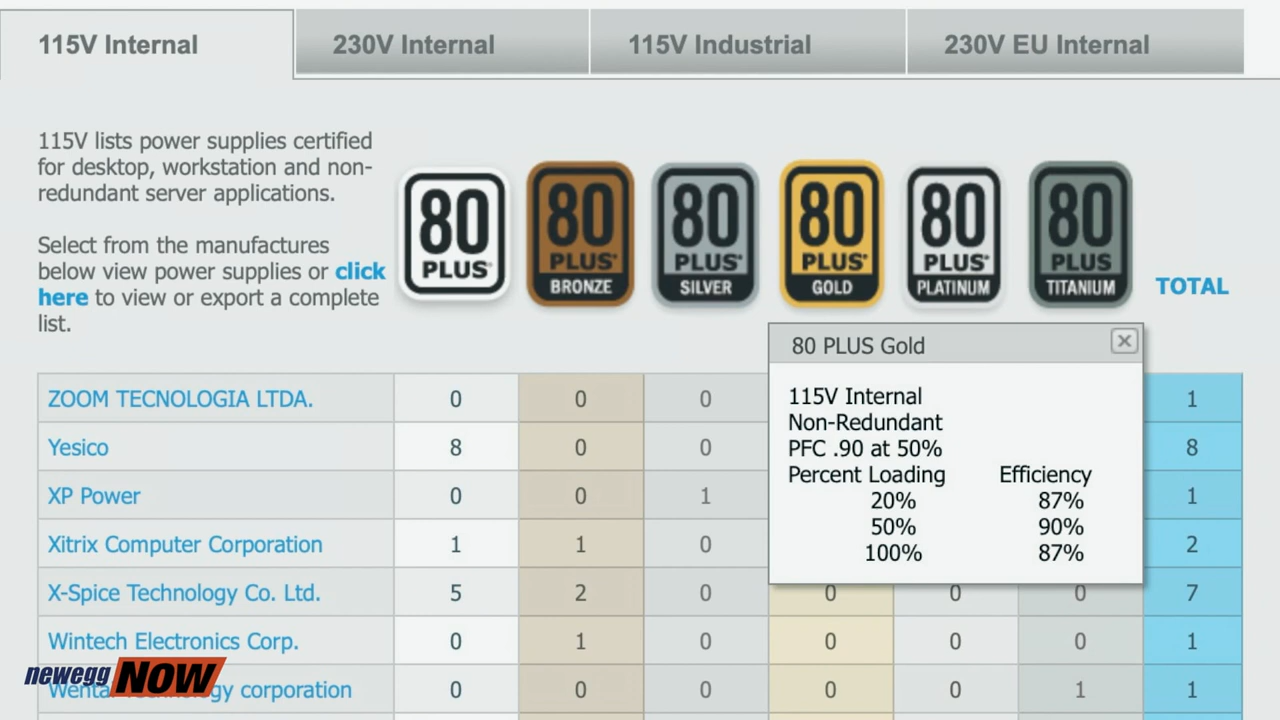 115V Internal
230V Internal
115V Industrial
230V EU Internal
115V lists power supplies certified
for desktop, workstation and non-
redundant server applications.
Select from the manufactures
below view power supplies or click
here to view or export a complete
list.
80
PLUS
80
PLUS
BRONZE
80
PLUS
SILVER
80
PLUS
GOLD
80
PLUS
PLATINUM
80
PLUS
TITANIUM
TOTAL
80 PLUS Gold
115V Internal
Non-Redundant
PFC .90 at 50%
Percent Loading Efficiency
20% 87%
50% 90%
100% 87%
ZOOM TECNOLOGIA LTDA. 0 0 0 1
Yesico 8 0 0 8
XP Power 0 0 1 1
Xitrix Computer Corporation 1 1 0 2
X-Spice Technology Co. Ltd. 5 2 0 0 0 0 7
Wintech Electronics Corp. 0 1 0 0 0 0 1
newegg NOW
corporation 0 0 0 0 0 1 1